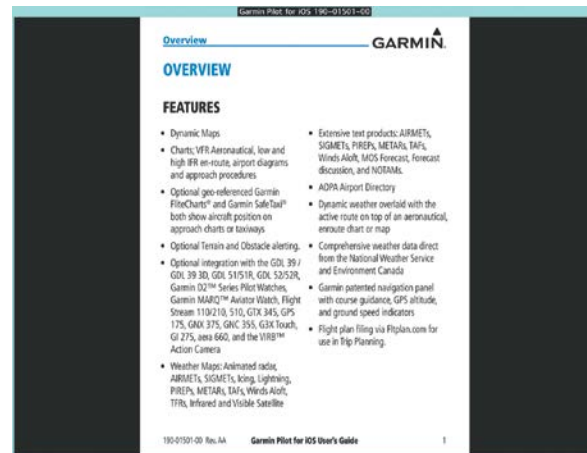 Garmin Pilot for iOS 190-01501-00
Overview
GARMIN.
OVERVIEW
FEATURES
• Dynamic Maps
• Charts; VFR Aeronautical, low and
high IFR en-route, airport diagrams
and approach procedures
• Optional geo-referenced Garmin
FliteCharts® and Garmin SafeTaxi®
both show aircraft position on
approach charts or taxiways
• Optional Terrain and Obstacle alerting.
• Optional integration with the GDL 39 /
GDL 39 3D, GDL 51/51R, GDL 52/52R,
Garmin D2™ Series Pilot Watches,
Garmin MARQ™ Aviator Watch, Flight
Stream 110/210, 510, GTX 345, GPS
175, GNX 375, GNC 355, G3X Touch,
GI 275, aera 660, and the VIRB™
Action Camera
• Weather Maps: Animated radar,
AIRMETs, SIGMETs, Icing, Lightning,
PIREPs, METARs, TAFs, Winds Aloft,
TFRs, Infrared and Visible Satellite
• Extensive text products: AIRMETs,
SIGMETs, PIREPs, METARs, TAFs,
Winds Aloft, MOS Forecast, Forecast
discussion, and NOTAMs.
• AOPA Airport Directory
• Dynamic weather overlaid with the
active route on top of an aeronautical,
enroute chart or map
• Comprehensive weather data direct
from the National Weather Service
and Environment Canada
• Garmin patented navigation panel
with course guidance, GPS altitude,
and ground speed indicators
• Flight plan filing via Fltplan.com for
use in Trip Planning.
190-01501-00 Rev. AA
Garmin Pilot for iOS User's Guide
1